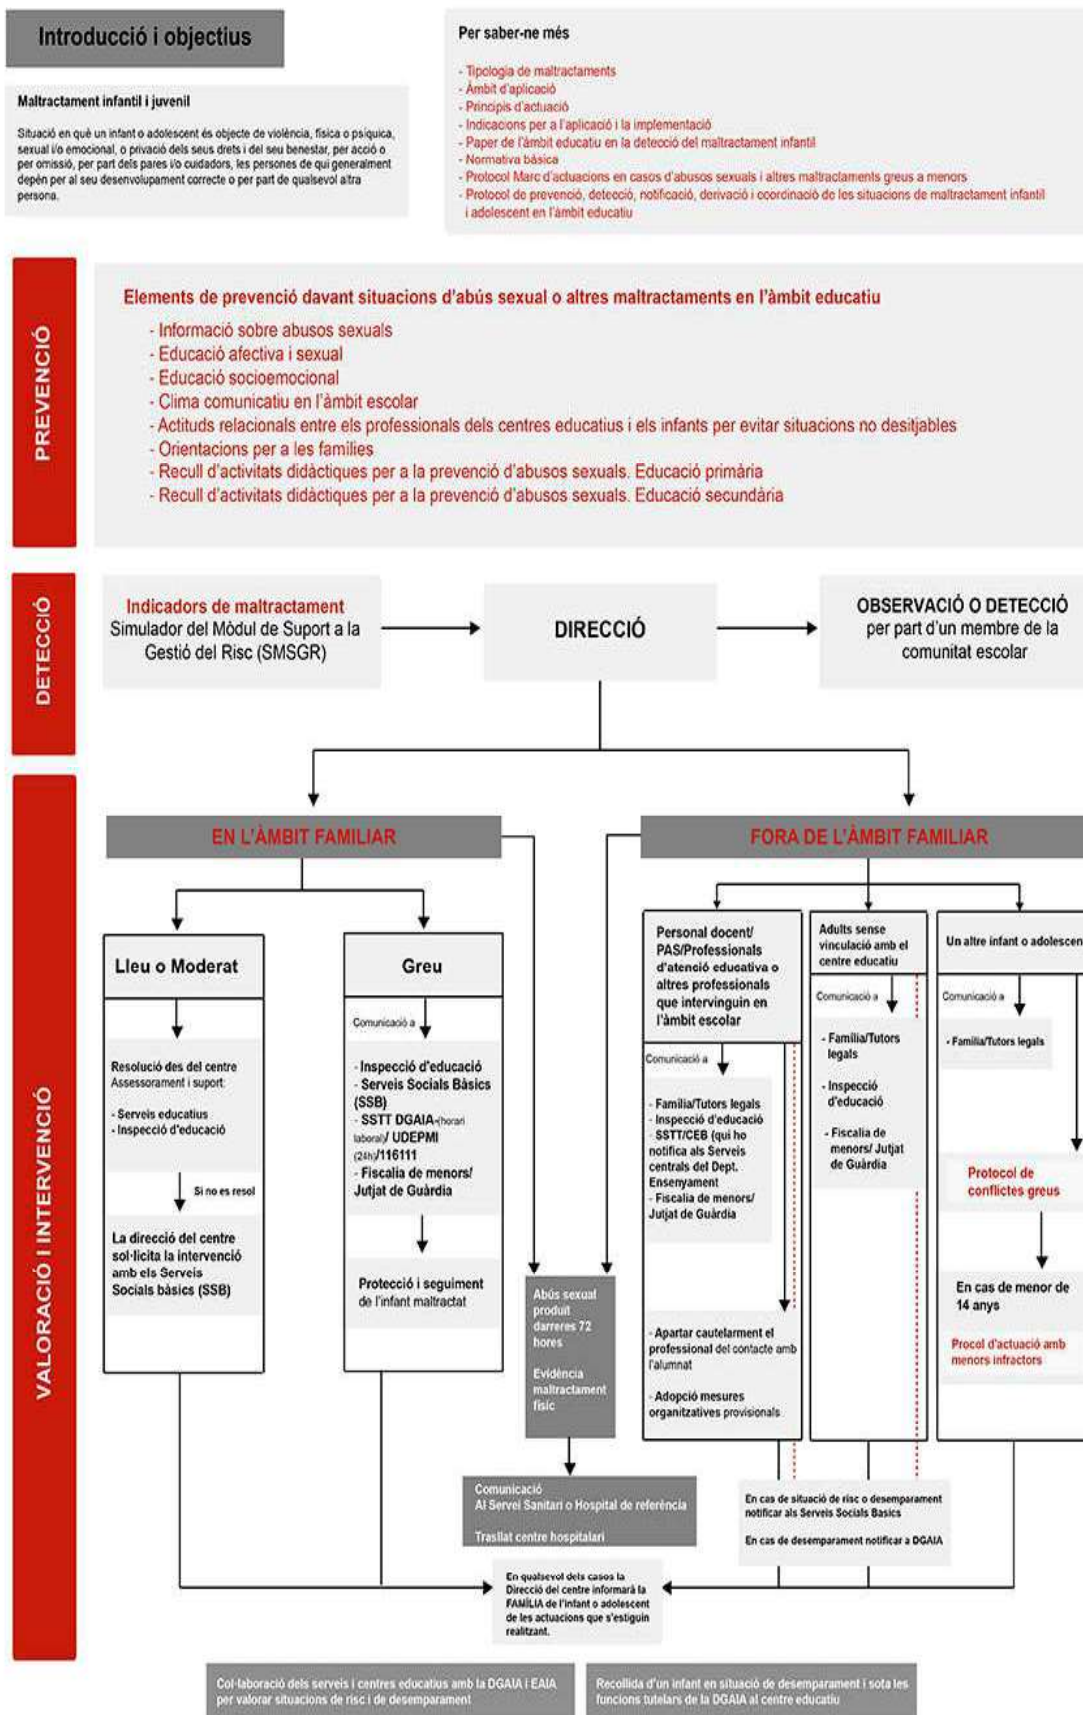 Introducció i objectius
Maltractament infantil i juvenil
Situació en què un infant o adolescent és objecte de violència, física o psíquica,
sexual i/o emocional, o privació dels seus drets i del seu benestar, per acció o
per omissió, per part dels pares i/o cuidadors, les persones de qui generalment
depèn per al seu desenvolupament correcte o per part de qualsevol altra
persona.
Per saber-ne més
- Tipologia de maltractaments
- Àmbit d'aplicació
- Principis d'actuació
- Indicacions per a l'aplicació i la implementació
- Paper de l'àmbit educatiu en la detecció del maltractament infantil
- Normativa bàsica
- Protocol Marc d'actuacions en casos d'abusos sexuals i altres maltractaments greus a menors
- Protocol de prevenció, detecció, notificació, derivació i coordinació de les situacions de maltractament infantil
i adolescent en l'àmbit educatiu
PREVENCIÓ
Elements de prevenció davant situacions d'abús sexual o altres maltractaments en l'àmbit educatiu
- Informació sobre abusos sexuals
- Educació afectiva i sexual
- Educació socioemocional
- Clima comunicatiu en l'àmbit escolar
- Actituds relacionals entre els professionals dels centres educatius i els infants per evitar situacions no desitjables
- Orientacions per a les famílies
- Recull d'activitats didàctiques per a la prevenció d'abusos sexuals. Educació primària
- Recull d'activitats didàctiques per a la prevenció d'abusos sexuals. Educació secundària
DETECCIÓ
Indicadors de maltractament
Simulador del Mòdul de Suport a la
Gestió del Risc (SMSGR)
DIRECCIÓ
OBSERVACIÓ O DETECCIÓ
per part d'un membre de la
comunitat escolar
VALORACIÓ I INTERVENCIÓ
EN L'ÀMBIT FAMILIAR
FORA DE L'ÀMBIT FAMILIAR
Lleu o Moderat
Resolució des del centre
Assessorament i suport:
- Serveis educatius
- Inspecció d'educació
Si no es resol
La direcció del centre
sol·licita la intervenció
amb els Serveis
Socials bàsics (SSB)
Greu
Comunicació a
- Inspecció d'educació
- Serveis Socials Bàsics
(SSB)
- SSTT DGAIA-(horari
laboral)/ UDEPMI
(24h)/116111
- Fiscalia de menors/
Jutjat de Guàrdia
Protecció i seguiment
de l'infant maltractat
Abús sexual
produït
darreres 72
hores
Evidència
maltractament
físic
Comunicació
Al Servei Sanitari o Hospital de referència
Trasllat centre hospitalari
Personal docent/
PAS/Professionals
d'atenció educativa o
altres professionals
que intervinguin en
l'àmbit escolar
Comunicació a
- Família/Tutors legals
- Inspecció d'educació
- SSTT/CEB (qui ho
notifica als Serveis
centrals del Dept.
Ensenyament
- Fiscalia de menors/
Jutjat de Guàrdia
- Apartar cautelarment el
professional del contacte amb
l'alumnat
- Adopció mesures
organitzatives provisionals
Adults sense
vinculació amb el
centre educatiu
Comunicació a
- Família/Tutors
legals
- Inspecció
d'educació
- Fiscalia de
menors/ Jutjat
de Guàrdia
Un altre infant o adolescent
Comunicació a
- Família/Tutors legals
Protocol de
conflictes greus
En cas de menor de
14 anys
Procol d'actuació amb
menors infractors
En cas de situació de risc o desemparament
notificar als Serveis Socials Basics
En cas de desemparament notificar a DGAIA
En qualsevol dels casos la
Direcció del centre informarà la
FAMÍLIA de l'infant o adolescent
de les actuacions que s'estiguin
realitzant.
Col·laboració dels serveis i centres educatius amb la DGAIA i EAIA
per valorar situacions de risc i de desemparament
Recollida d'un infant en situació de desemparament i sota les
funcions tutelars de la DGAIA al centre educatiu